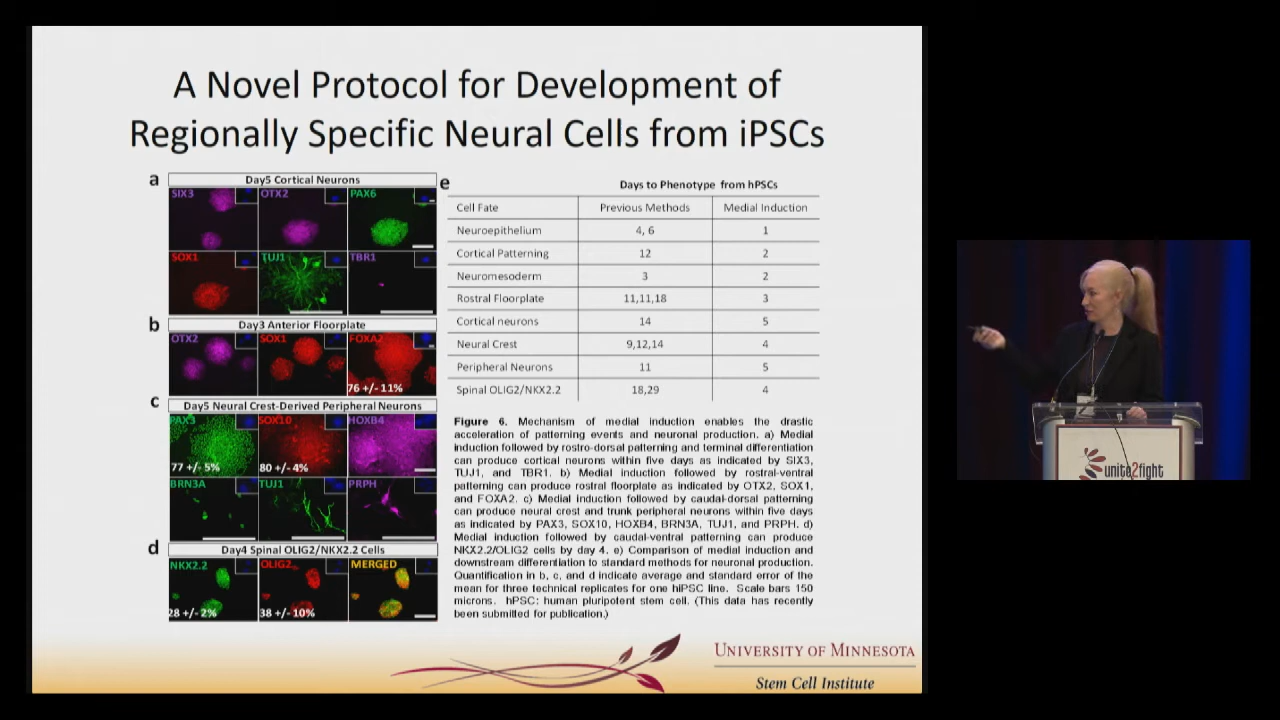 A Novel Protocol for Development of
Regionally Specific Neural Cells from iPSCs
a
Day5 Cortical Neurons
SIX3
OTX2
PAX6
SOX1
TUJ1
TBR1
b
Day3 Anterior Floorplate
OTX2
SOX1
FOXA2
76 +/- 11%
c
Day5 Neural Crest-Derived Peripheral Neurons
PAX3
SOX10
HOXB4
77 +/- 5%
80 +/- 4%
BRN3A
TUJ1
PRPH
d
Day4 Spinal OLIG2/NKX2.2 Cells
NKX2.2
OLIG2
MERGED
28 +/- 2%
38 +/- 10%
e
Days to Phenotype from hPSCs
Cell Fate Previous Methods Medial Induction
Neuroepithelium 4, 6 1
Cortical Patterning 12 2
Neuromesoderm 3 2
Rostral Floorplate 11,11,18 3
Cortical neurons 14 5
Neural Crest 9,12,14 4
Peripheral Neurons 11 5
Spinal OLIG2/NKX2.2 18,29 4
Figure 6. Mechanism of medial induction enables the drastic
acceleration of patterning events and neuronal production. a) Medial
induction followed by rostro-dorsal patterning and terminal differentiation
can produce cortical neurons within five days as indicated by SIX3,
TUJ1, and TBR1. b) Medial induction followed by rostral-ventral
patterning can produce rostral floorplate as indicated by OTX2, SOX1,
and FOXA2. c) Medial induction followed by caudal-dorsal patterning
can produce neural crest and trunk peripheral neurons within five days
as indicated by PAX3, SOX10, HOXB4, BRN3A, TUJ1, and PRPH. d)
Medial induction followed by caudal-ventral patterning can produce
NKX2.2/OLIG2 cells by day 4. e) Comparison of medial induction and
downstream differentiation to standard methods for neuronal production.
Quantification in b, c, and d indicate average and standard error of the
mean for three technical replicates for one hiPSC line. Scale bars 150
microns. hPSC: human pluripotent stem cell. (This data has recently
been submitted for publication.)
UNIVERSITY OF MINNESOTA
Stem Cell Institute
unite2fight